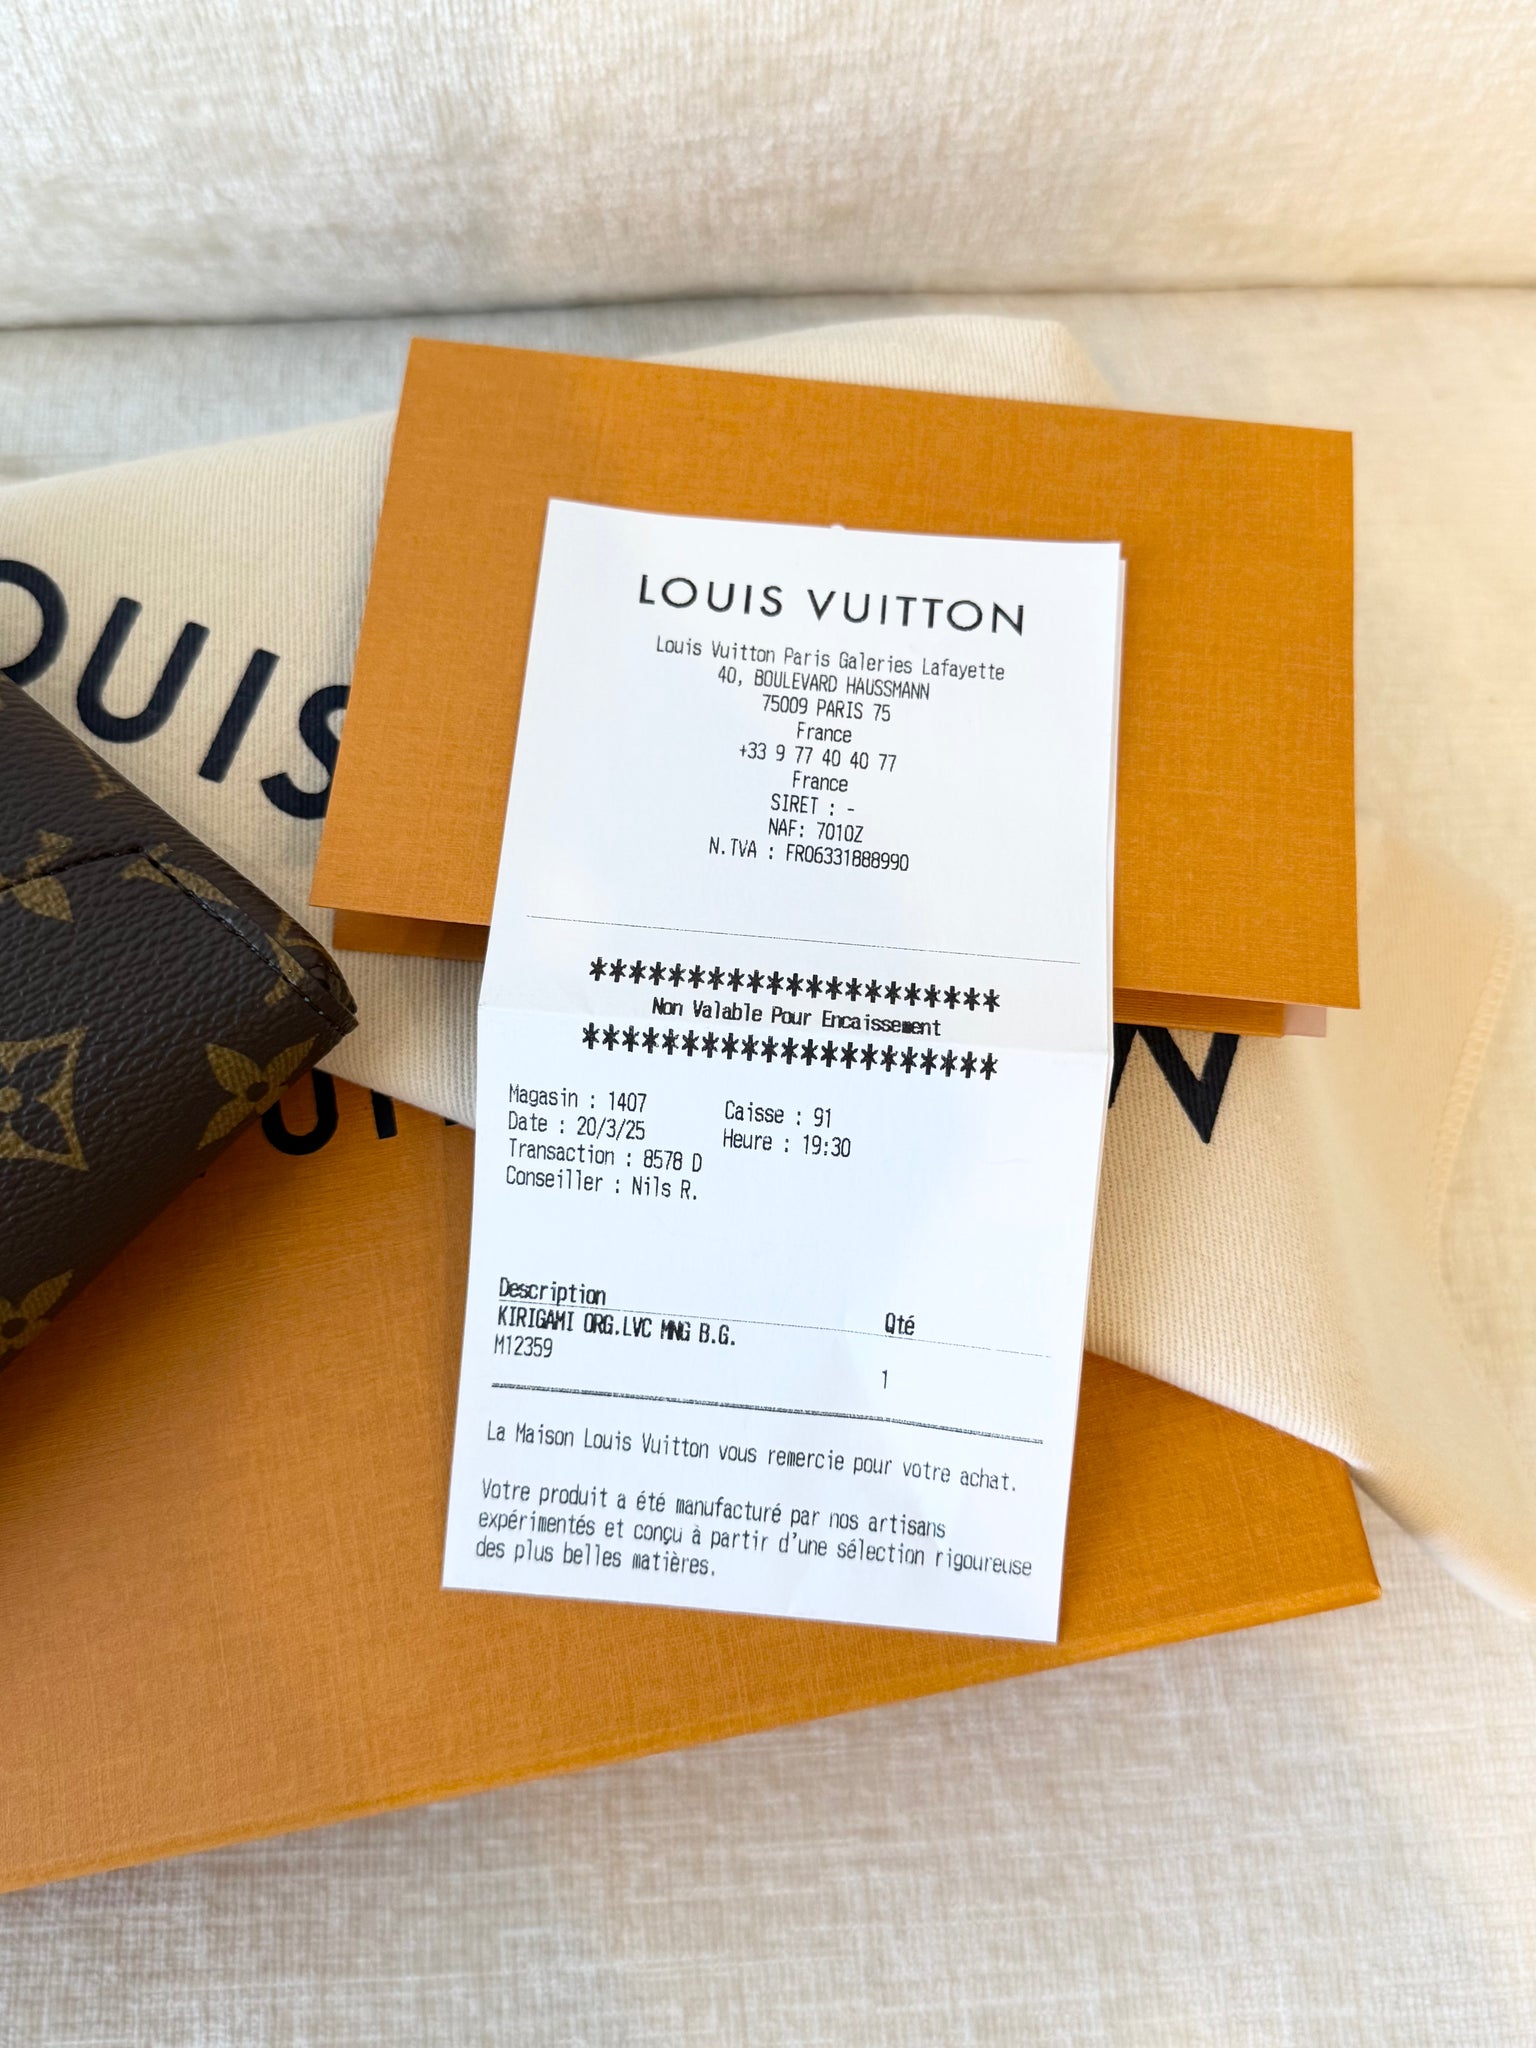 LOUIS VUITTON
Louis Vuitton Paris Galeries Lafayette
40, BOULEVARD HAUSSMANN
75009 PARIS 75
France
+33 9 77 40 40 77
France
SIRET : -
NAF: 7010Z
N.TVA : FR06331888990
*********************
Non Valable Pour Encaissement
*********************
Magasin : 1407 Caisse : 91
Date : 20/3/25 Heure : 19:30
Transaction : 8578 D
Conseiller : Nils R.
Description Qté
KIRIGAMI ORG.LVC MNG B.G.
M12359 1
La Maison Louis Vuitton vous remercie pour votre achat.
Votre produit a été manufacturé par nos artisans
expérimentés et conçu à partir d'une sélection rigoureuse
des plus belles matières.
OUIS
TON